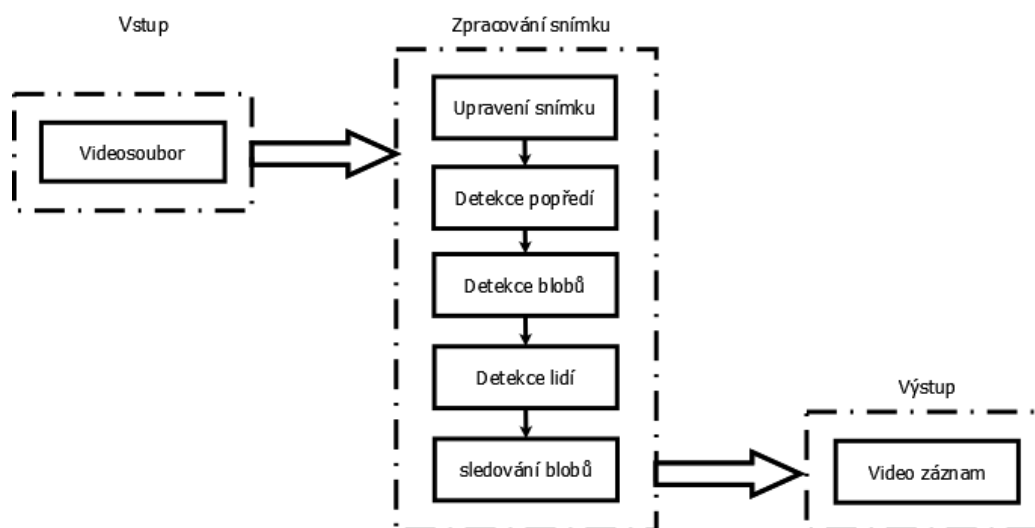 Vstup
Videosoubor
Zpracování snímku
Upravení snímku
Detekce popředí
Detekce blobů
Detekce lidí
sledování blobů
Výstup
Video záznam